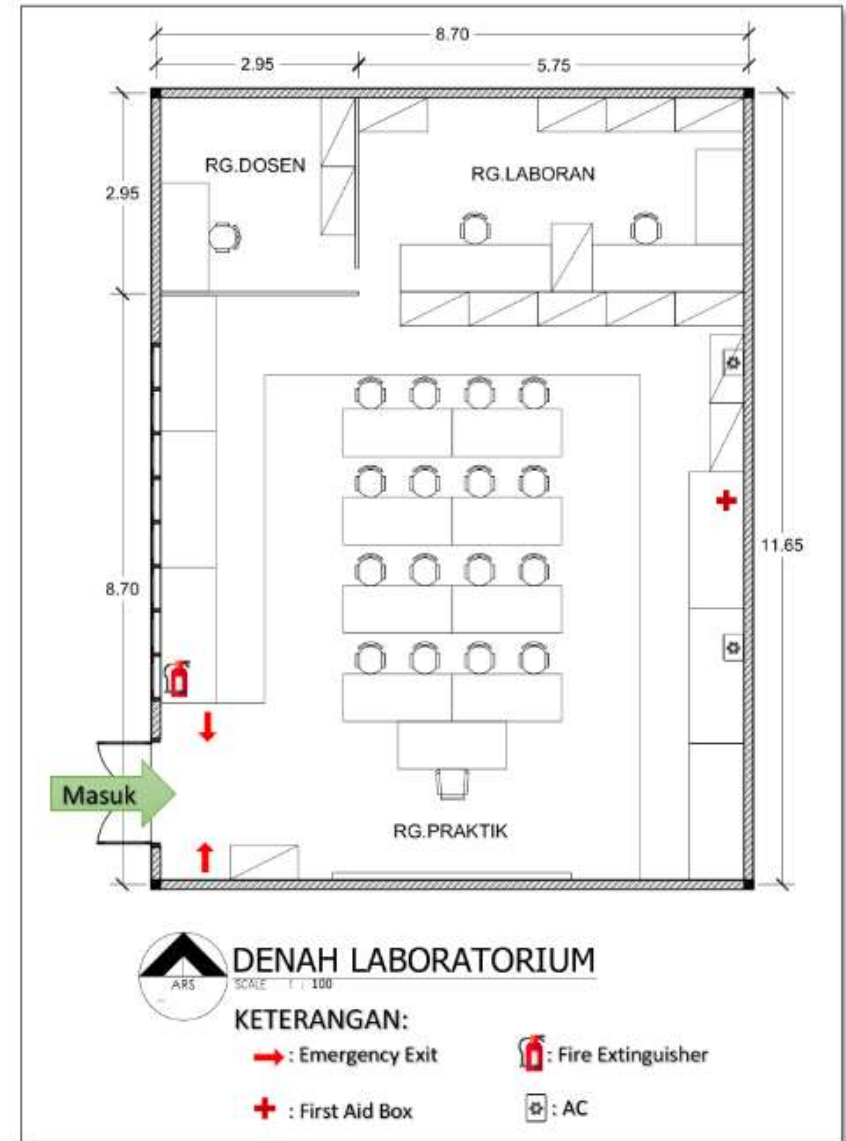 8.70
2.95 5.75
RG.DOSEN
RG.LABORAN
2.95
11.65
8.70
Masuk
RG.PRAKTIK
DENAH LABORATORIUM
ARS
SCALE 1 : 100
KETERANGAN:
: Emergency Exit : Fire Extinguisher
: First Aid Box : AC